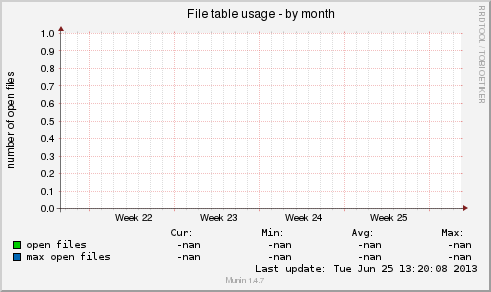 File table usage - by month
RRDTOOL / TOBI OETIKER
number of open files
1.0
0.9
0.8
0.7
0.6
0.5
0.4
0.3
0.2
0.1
0.0
Week 22 Week 23 Week 24 Week 25
Cur: Min: Avg: Max:
open files -nan -nan -nan -nan
max open files -nan -nan -nan -nan
Last update: Tue Jun 25 13:20:08 2013
Munin 1.4.7